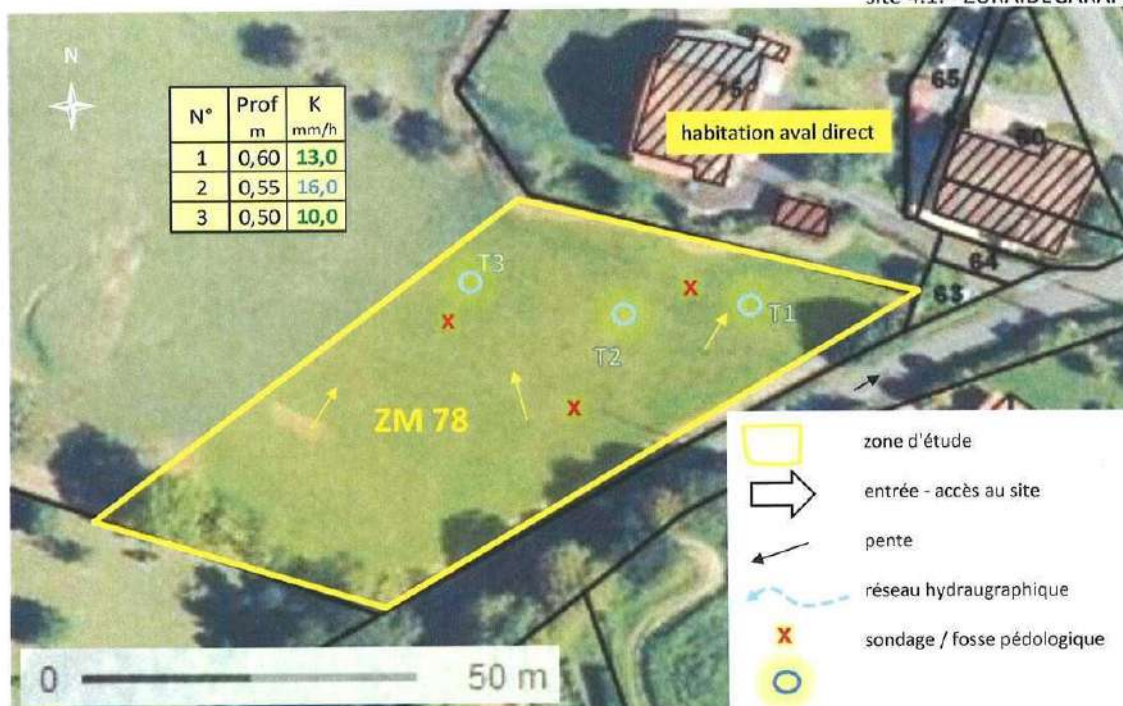 N
N° Prof m K mm/h
1 0,60 13,0
2 0,55 16,0
3 0,50 10,0
habitation aval direct
75
65
64
63
T3
T2
T1
ZM 78
zone d'étude
entrée - accès au site
pente
réseau hydraugraphique
sondage / fosse pédologique
0 50 m